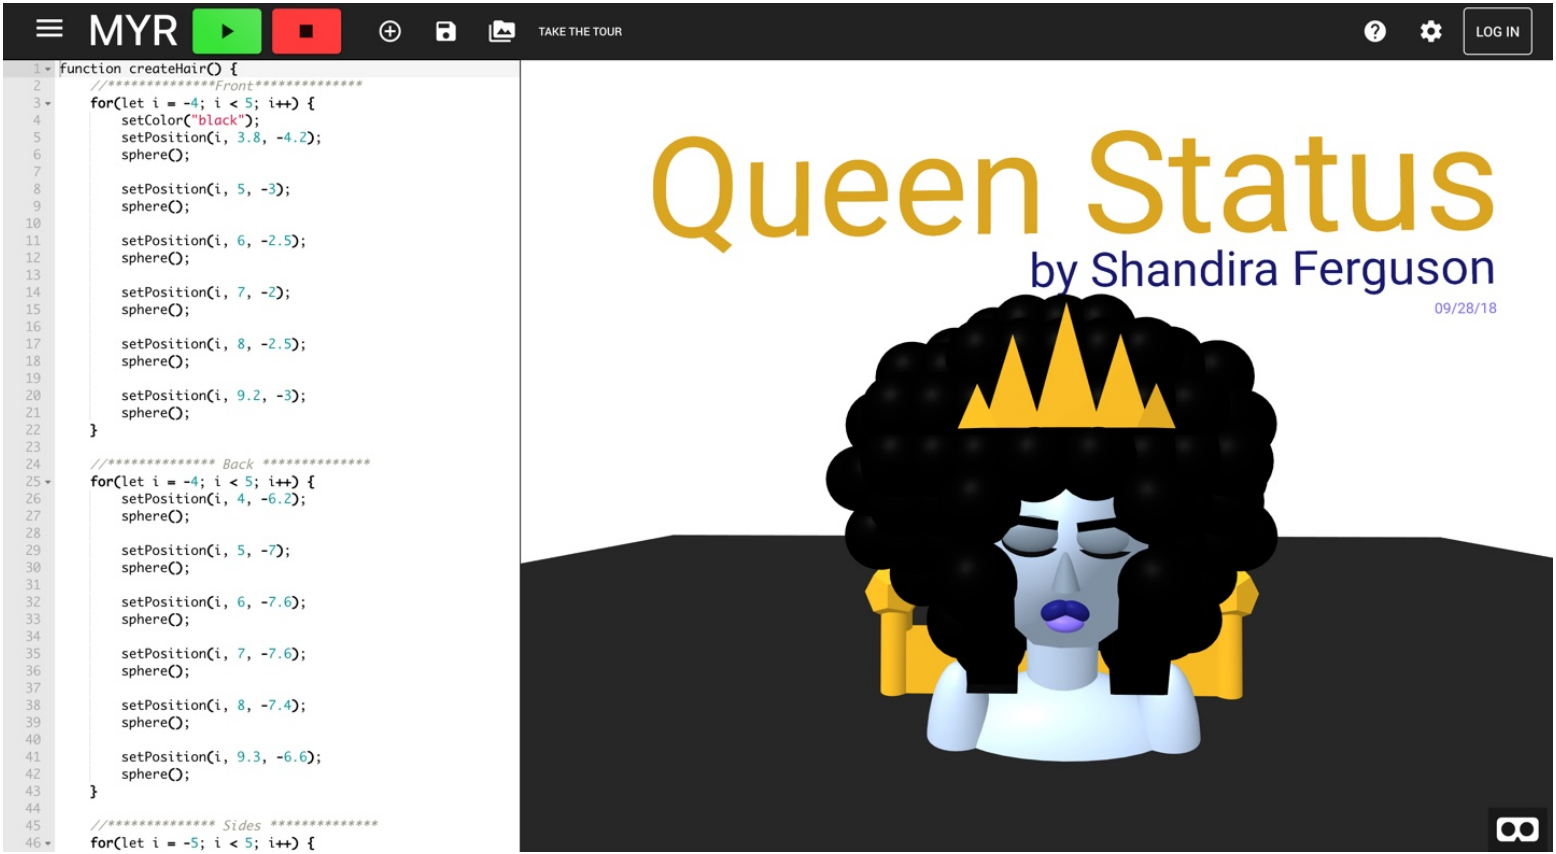 MYR
TAKE THE TOUR
LOG IN
1 function createHair() {
2 //**************Front**************
3 for(let i = -4; i < 5; i++) {
4 setColor("black");
5 setPosition(i, 3.8, -4.2);
6 sphere();
7
8 setPosition(i, 5, -3);
9 sphere();
10
11 setPosition(i, 6, -2.5);
12 sphere();
13
14 setPosition(i, 7, -2);
15 sphere();
16
17 setPosition(i, 8, -2.5);
18 sphere();
19
20 setPosition(i, 9.2, -3);
21 sphere();
22 }
23
24 //************** Back **************
25 for(let i = -4; i < 5; i++) {
26 setPosition(i, 4, -6.2);
27 sphere();
28
29 setPosition(i, 5, -7);
30 sphere();
31
32 setPosition(i, 6, -7.6);
33 sphere();
34
35 setPosition(i, 7, -7.6);
36 sphere();
37
38 setPosition(i, 8, -7.4);
39 sphere();
40
41 setPosition(i, 9.3, -6.6);
42 sphere();
43 }
44
45 //************** Sides **************
46 for(let i = -5; i < 5; i++) {
Queen Status
by Shandira Ferguson
09/28/18